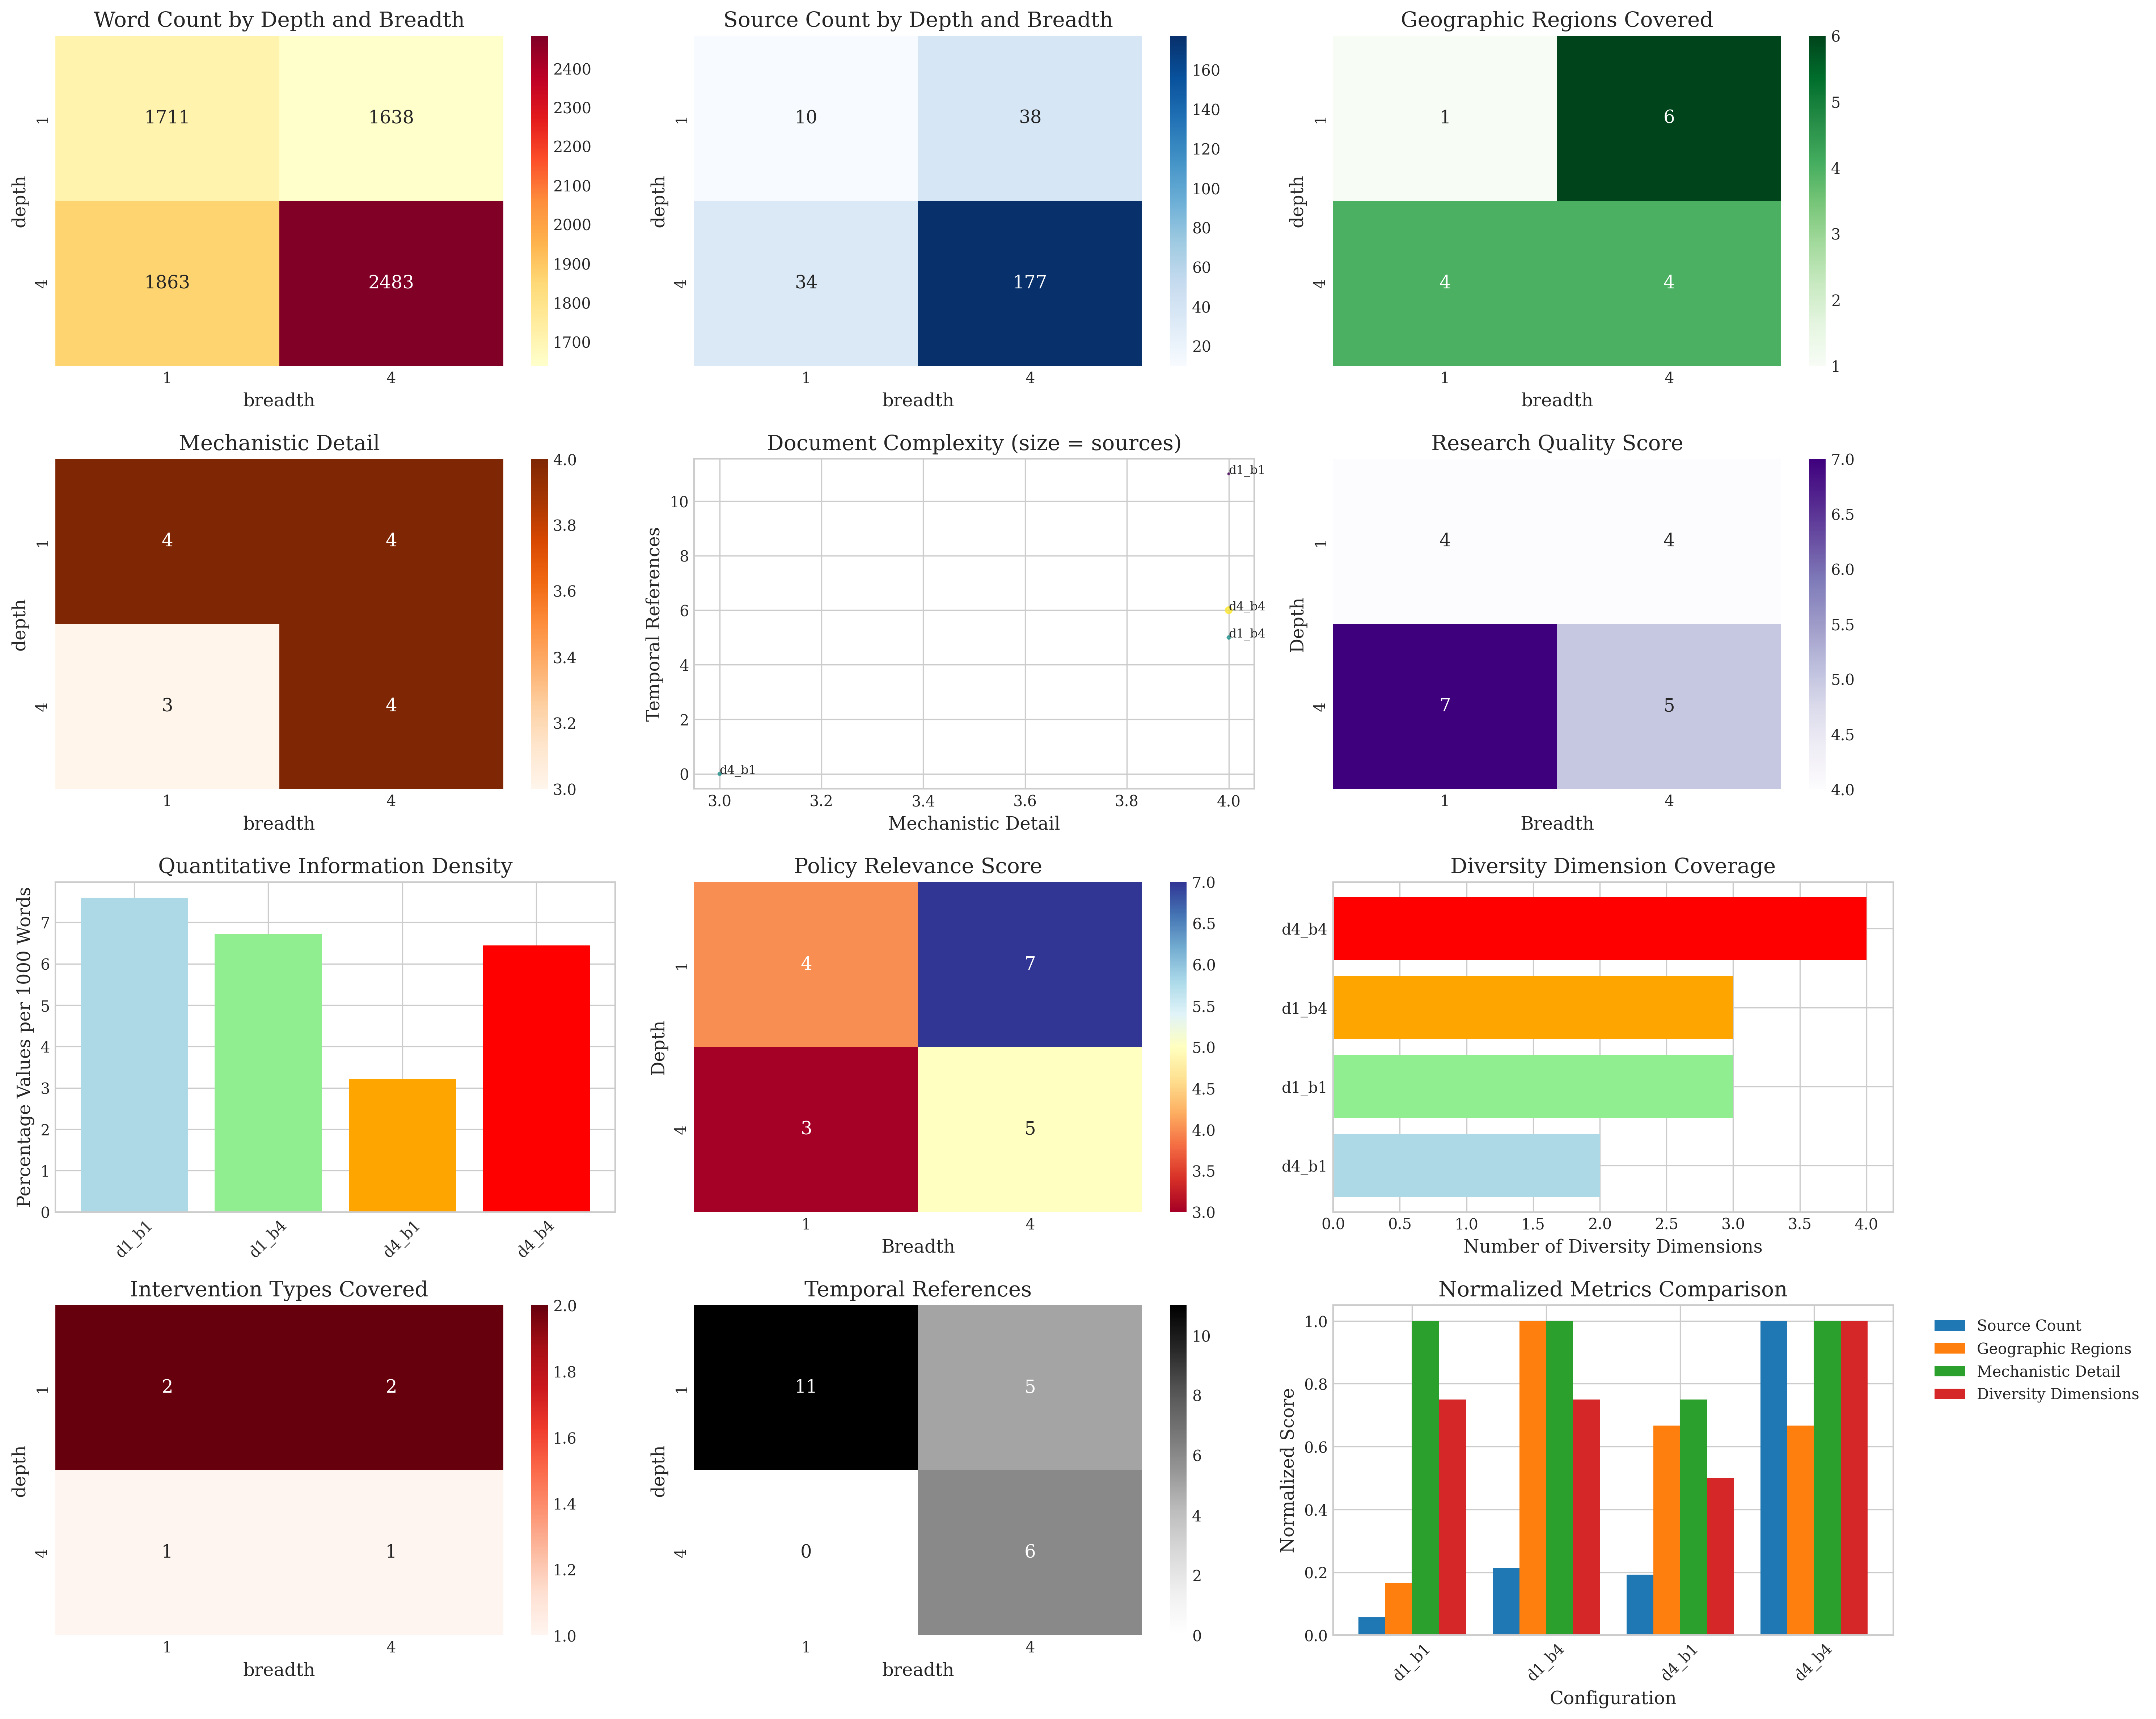 Word Count by Depth and Breadth
1711
1638
1863
2483
1
4
depth
1
4
breadth
2400
2300
2200
2100
2000
1900
1800
1700
Source Count by Depth and Breadth
10
38
34
177
1
4
depth
1
4
breadth
160
140
120
100
80
60
40
20
Geographic Regions Covered
1
6
4
4
1
4
depth
1
4
breadth
6
5
4
3
2
1
Mechanistic Detail
4
4
3
4
1
4
depth
1
4
breadth
4.0
3.8
3.6
3.4
3.2
3.0
Document Complexity (size = sources)
d1_b1
d4_b4
d1_b4
d4_b1
10
8
6
4
2
0
Temporal References
3.0 3.2 3.4 3.6 3.8 4.0
Mechanistic Detail
Research Quality Score
4
4
7
5
1
4
Depth
1
4
Breadth
7.0
6.5
6.0
5.5
5.0
4.5
4.0
Quantitative Information Density
7
6
5
4
3
2
1
0
Percentage Values per 1000 Words
d1_b1
d1_b4
d4_b1
d4_b4
Policy Relevance Score
4
7
3
5
1
4
Depth
1
4
Breadth
7.0
6.5
6.0
5.5
5.0
4.5
4.0
3.5
3.0
Diversity Dimension Coverage
d4_b4
d1_b4
d1_b1
d4_b1
0.0 0.5 1.0 1.5 2.0 2.5 3.0 3.5 4.0
Number of Diversity Dimensions
Intervention Types Covered
2
2
1
1
1
4
depth
1
4
breadth
2.0
1.8
1.6
1.4
1.2
1.0
Temporal References
11
5
0
6
1
4
depth
1
4
breadth
10
8
6
4
2
0
Normalized Metrics Comparison
1.0
0.8
0.6
0.4
0.2
0.0
Normalized Score
d1_b1
d1_b4
d4_b1
d4_b4
Configuration
Source Count
Geographic Regions
Mechanistic Detail
Diversity Dimensions